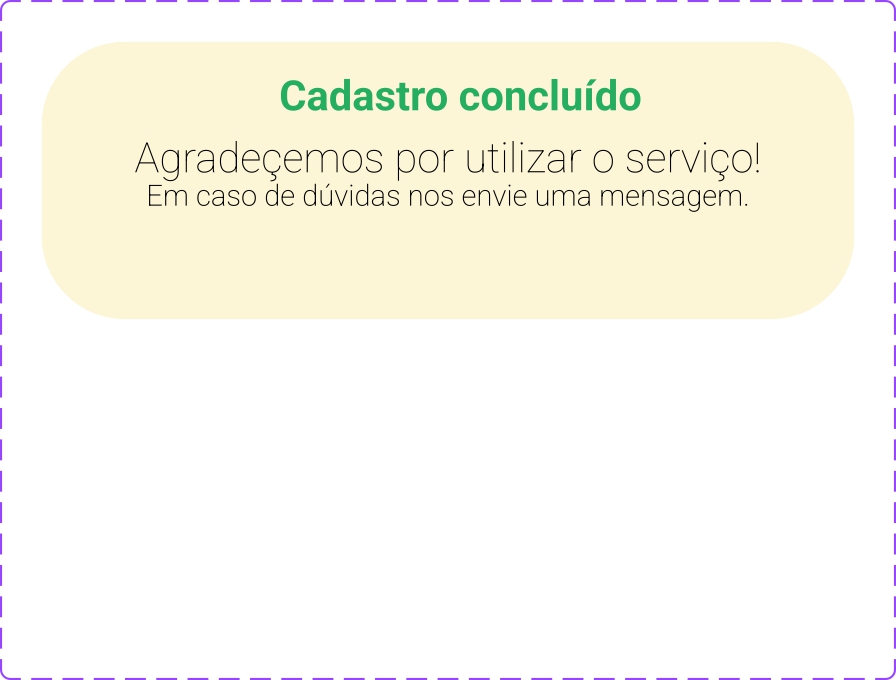 Cadastro concluído
Agradeçemos por utilizar o serviço!
Em caso de dúvidas nos envie uma mensagem.